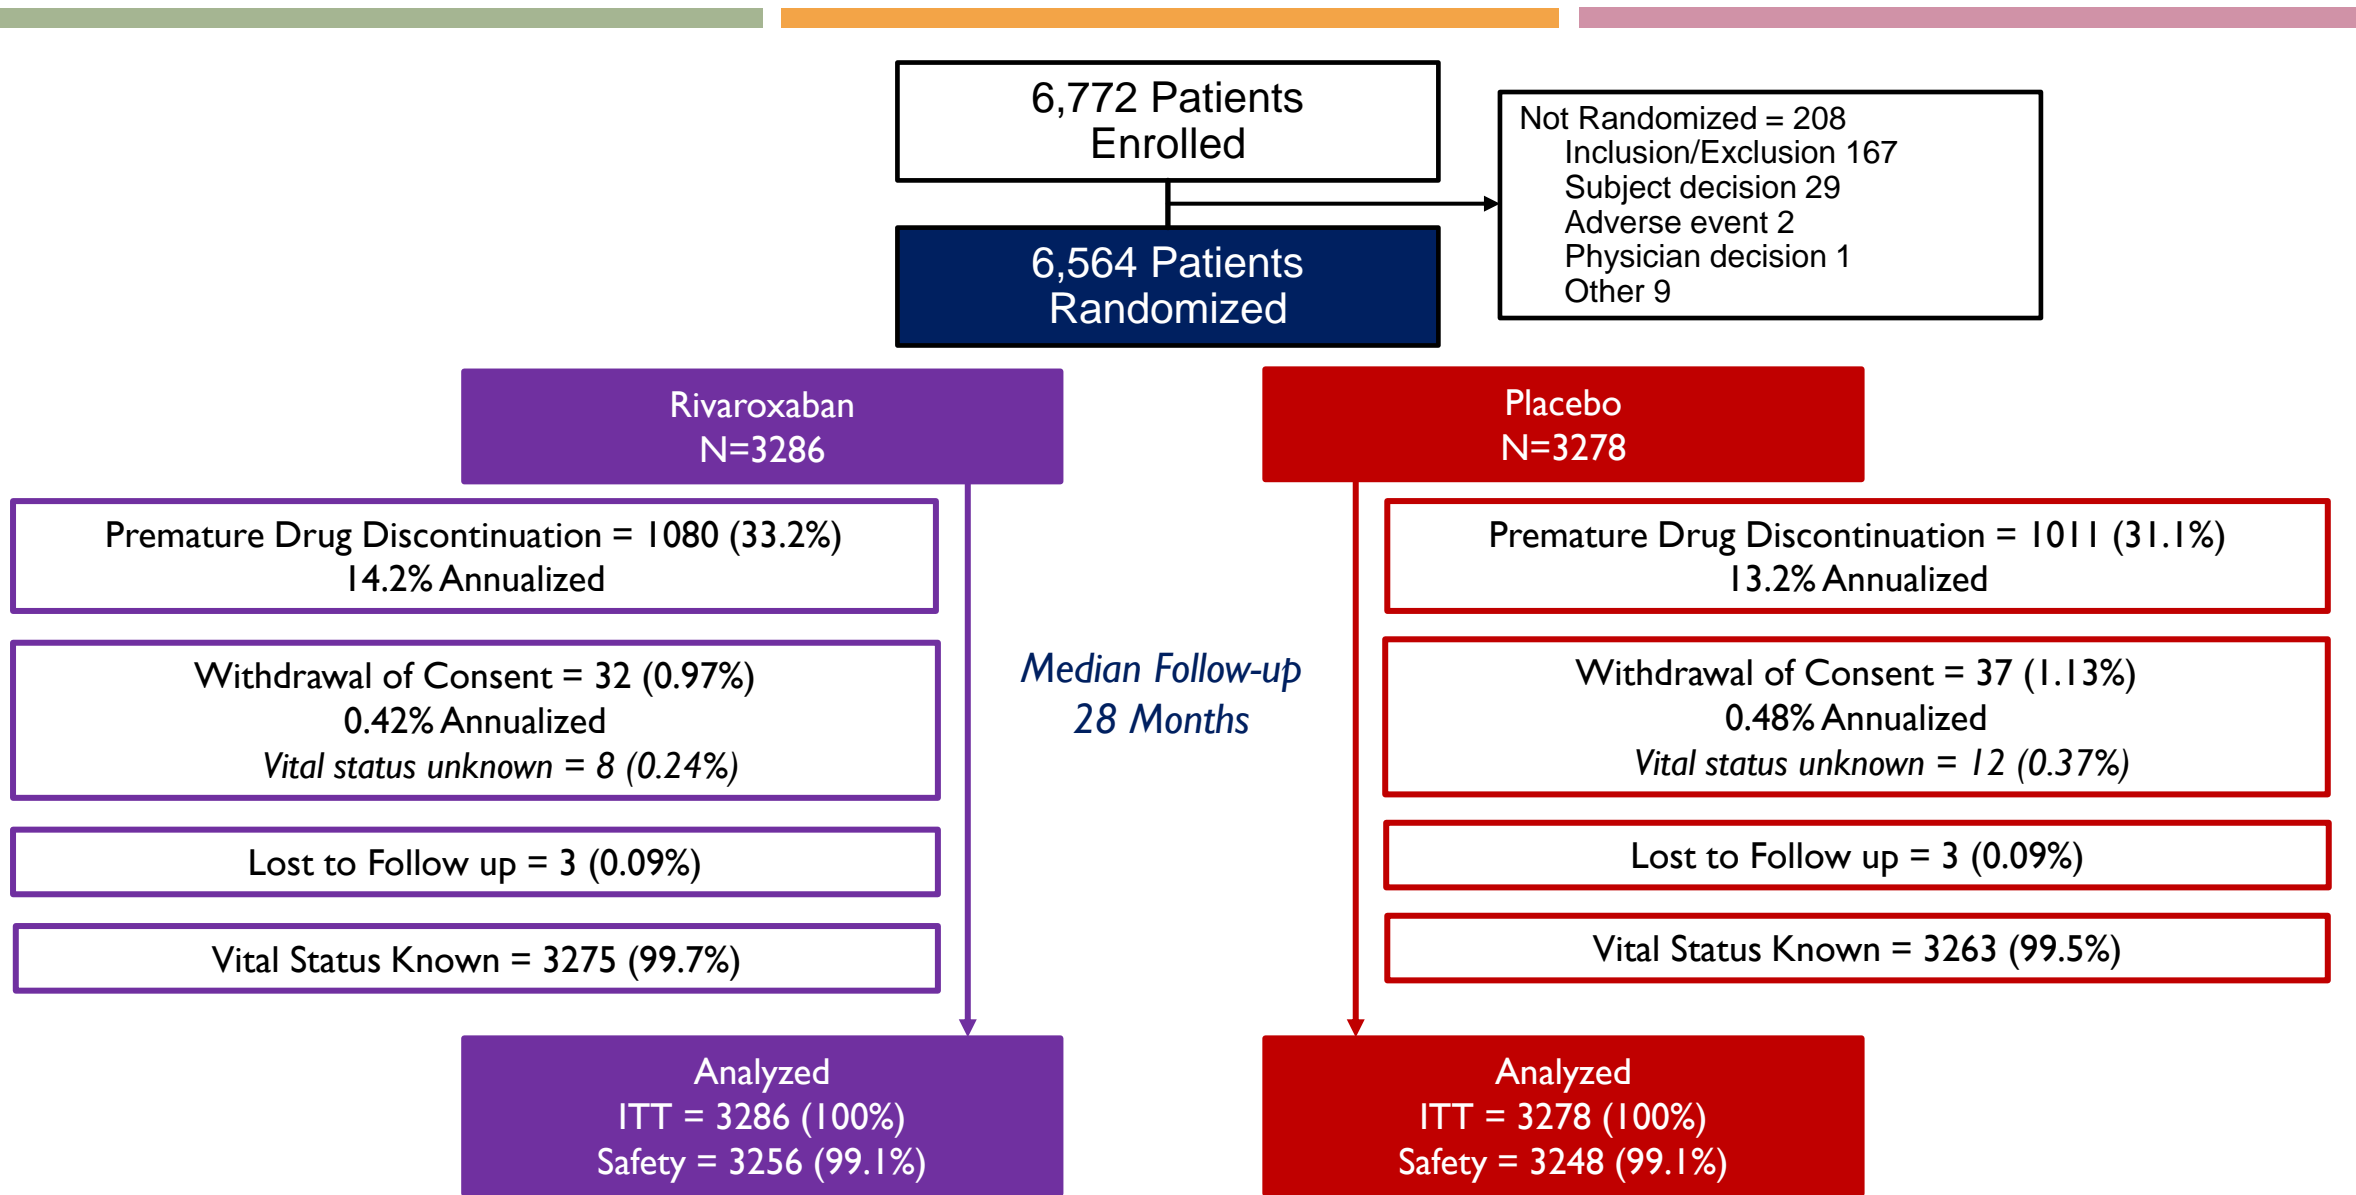 6,772 Patients
Enrolled
Not Randomized = 208
Inclusion/Exclusion 167
Subject decision 29
Adverse event 2
Physician decision 1
Other 9
6,564 Patients
Randomized
Rivaroxaban
N=3286
Placebo
N=3278
Premature Drug Discontinuation = 1080 (33.2%)
14.2% Annualized
Premature Drug Discontinuation = 1011 (31.1%)
13.2% Annualized
Withdrawal of Consent = 32 (0.97%)
0.42% Annualized
Vital status unknown = 8 (0.24%)
Median Follow-up
28 Months
Withdrawal of Consent = 37 (1.13%)
0.48% Annualized
Vital status unknown = 12 (0.37%)
Lost to Follow up = 3 (0.09%)
Lost to Follow up = 3 (0.09%)
Vital Status Known = 3275 (99.7%)
Vital Status Known = 3263 (99.5%)
Analyzed
ITT = 3286 (100%)
Safety = 3256 (99.1%)
Analyzed
ITT = 3278 (100%)
Safety = 3248 (99.1%)